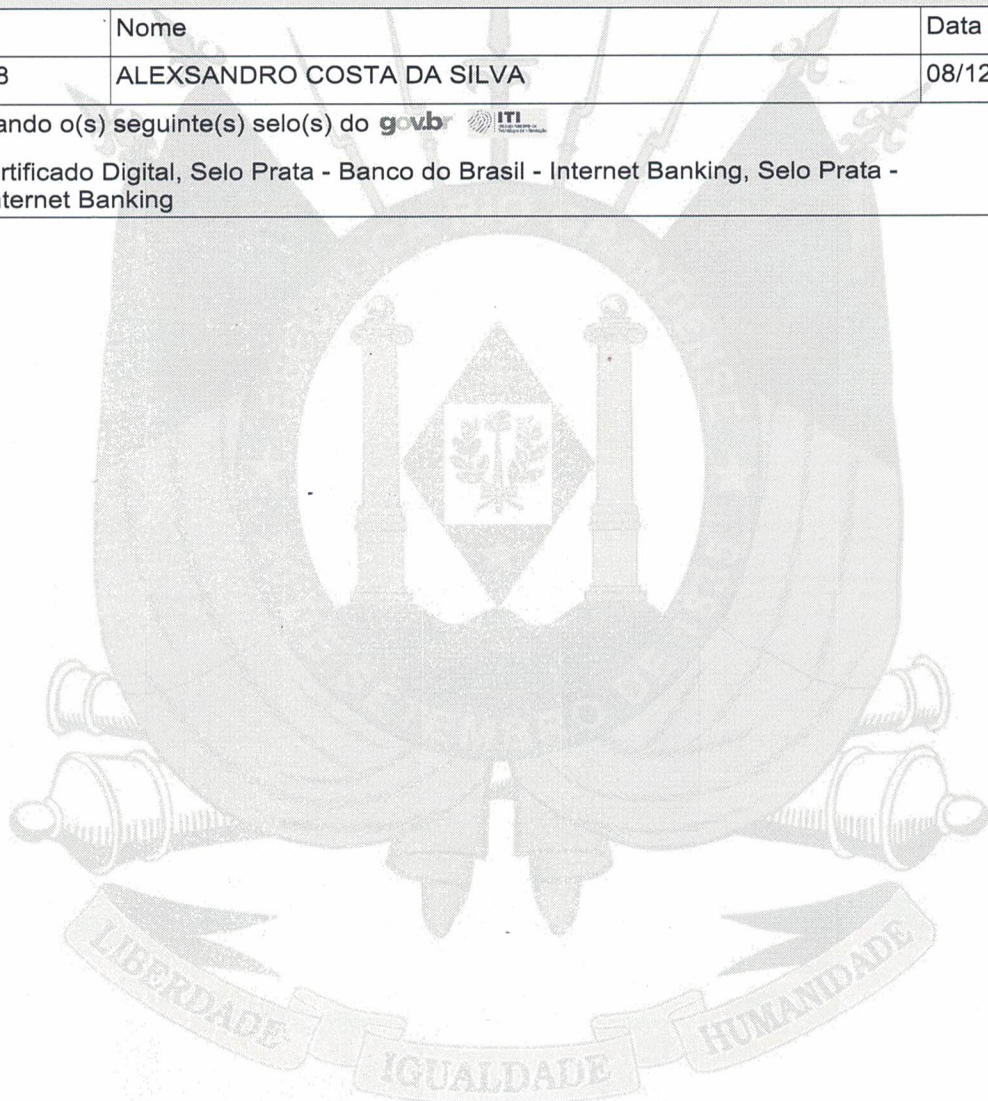 Nome Data
3 ALEXSANDRO COSTA DA SILVA 08/12
ando o(s) seguinte(s) selo(s) do gov.br ITI
rtificado Digital, Selo Prata - Banco do Brasil - Internet Banking, Selo Prata -
nternet Banking
LIBERDADE IGUALDADE HUMANIDADE